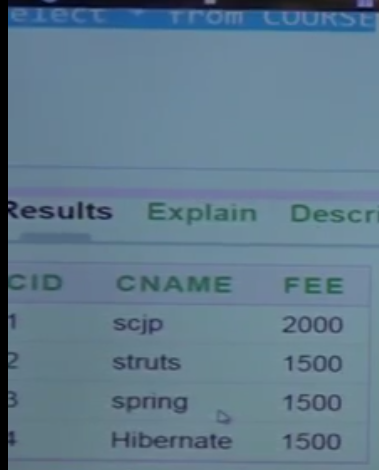 elect * from COURSE
Results Explain Descri
CID CNAME FEE
1 scjp 2000
2 struts 1500
3 spring 1500
4 Hibernate 1500